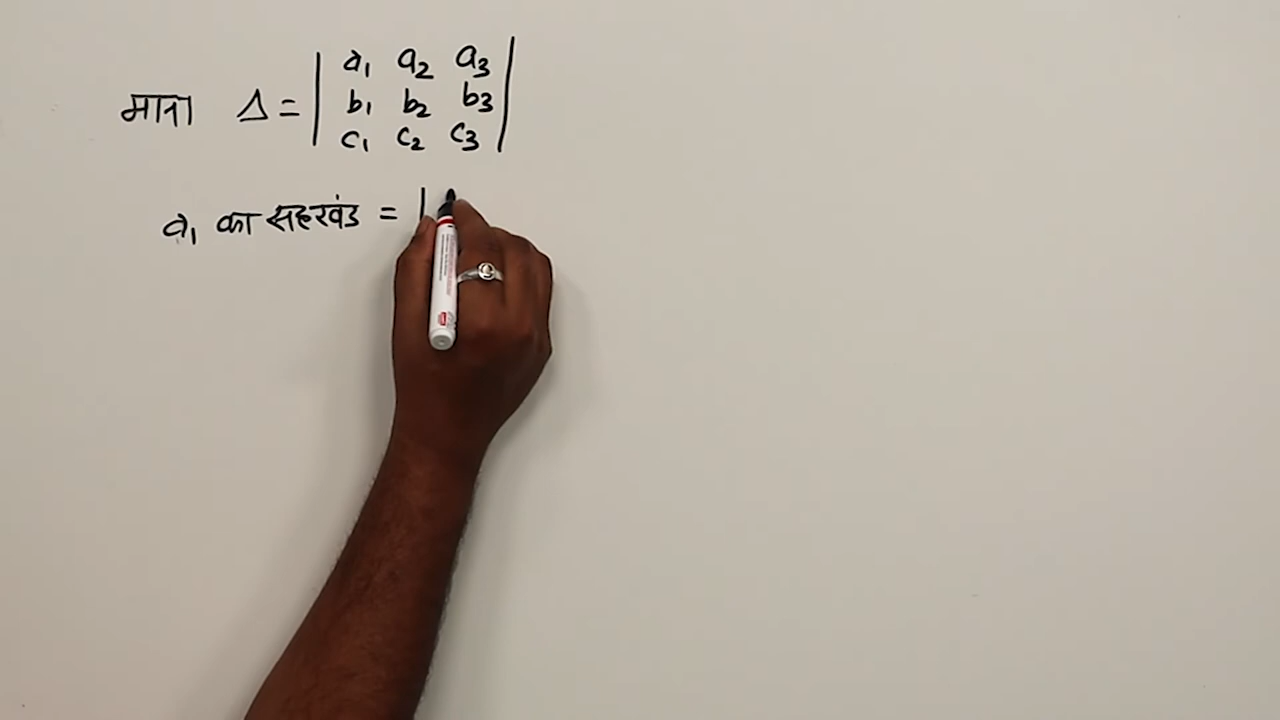 माना Δ = | a₁ a₂ a₃ |
| b₁ b₂ b₃ |
| c₁ c₂ c₃ |
a₁ का सहखंड = |